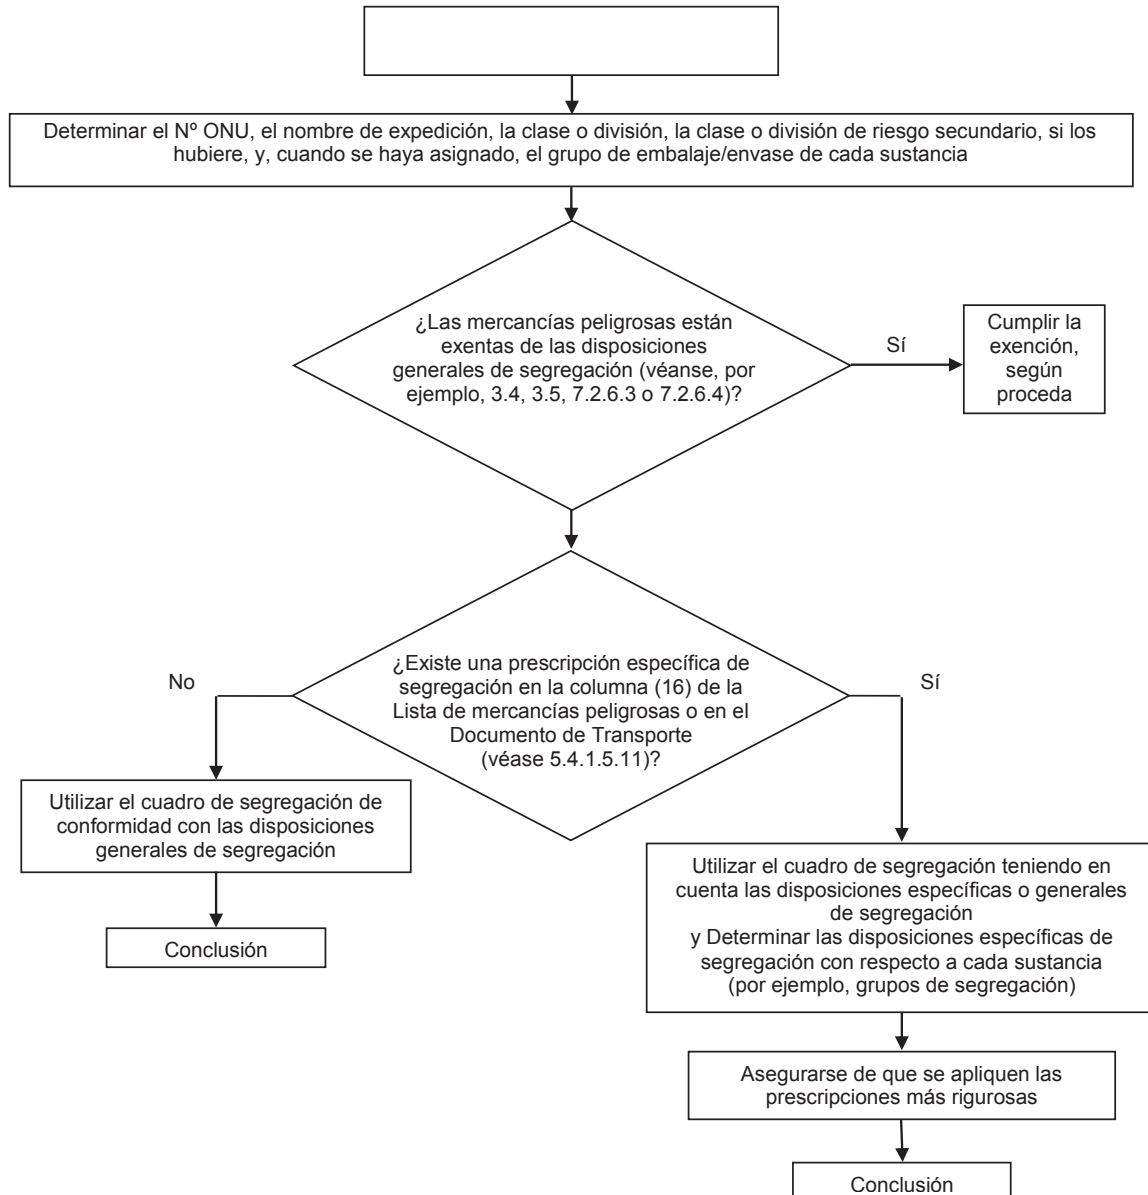 Determinar el Nº ONU, el nombre de expedición, la clase o división, la clase o división de riesgo secundario, si los
hubiere, y, cuando se haya asignado, el grupo de embalaje/envase de cada sustancia
¿Las mercancías peligrosas están
exentas de las disposiciones
generales de segregación (véanse, por
ejemplo, 3.4, 3.5, 7.2.6.3 o 7.2.6.4)?
Sí
Cumplir la
exención,
según
proceda
¿Existe una prescripción específica de
segregación en la columna (16) de la
Lista de mercancías peligrosas o en el
Documento de Transporte
(véase 5.4.1.5.11)?
No
Sí
Utilizar el cuadro de segregación de
conformidad con las disposiciones
generales de segregación
Conclusión
Utilizar el cuadro de segregación teniendo en
cuenta las disposiciones específicas o generales
de segregación
y Determinar las disposiciones específicas de
segregación con respecto a cada sustancia
(por ejemplo, grupos de segregación)
Asegurarse de que se apliquen las
prescripciones más rigurosas
Conclusión